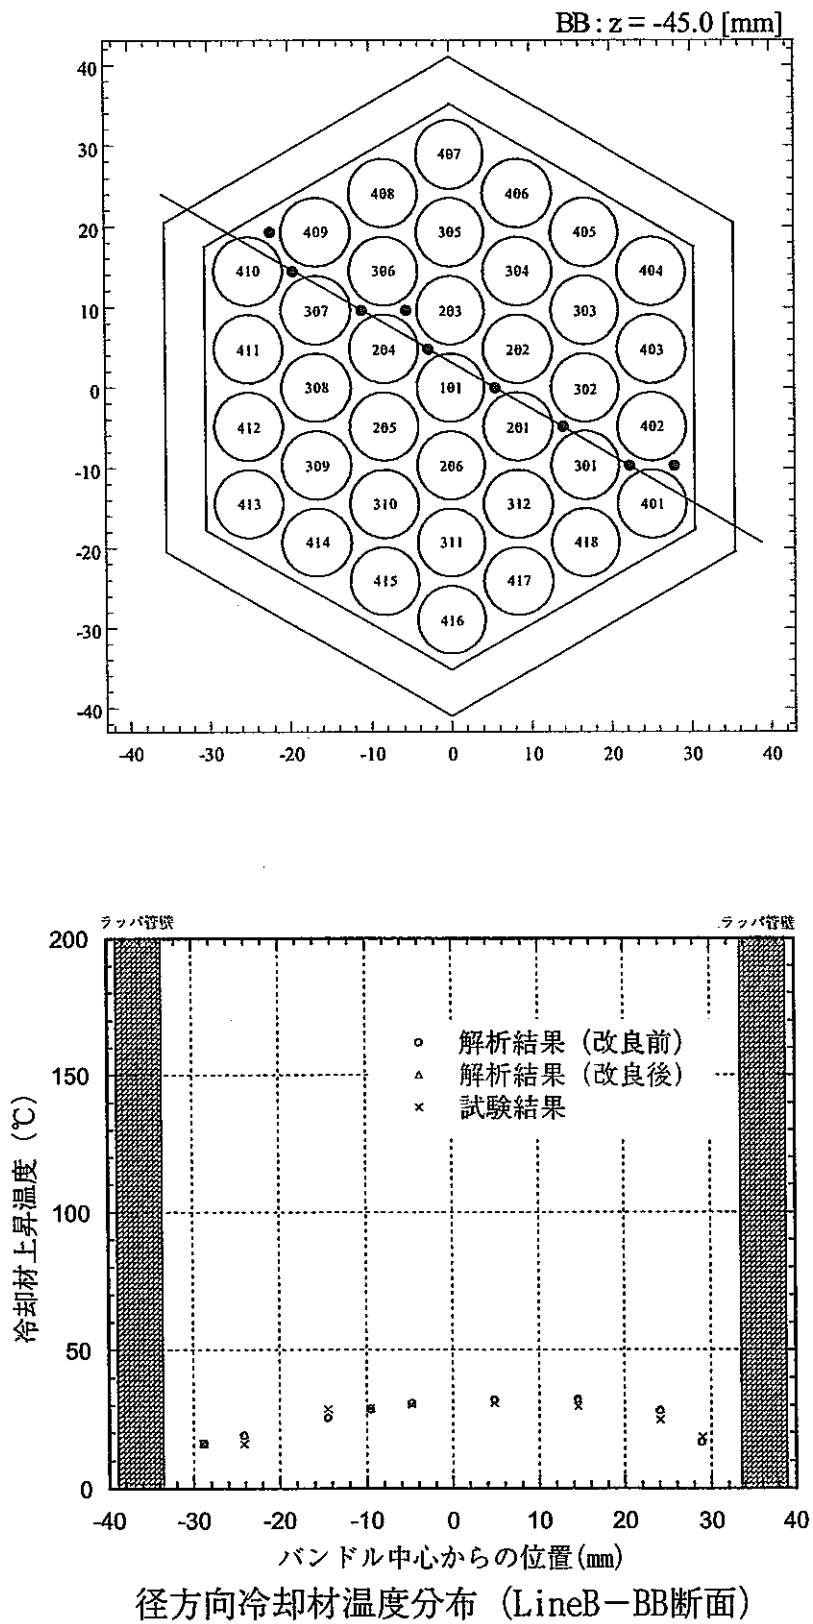 BB : z = -45.0 [mm]
40
30
20
10
0
-10
-20
-30
-40
407
408 406
409 305 405
410 306 304 404
307 203 303
411 204 202 403
308 101 302
412 205 201 402
309 206 301
413 310 312 401
414 311 418
415 417
416
-40 -30 -20 -10 0 10 20 30 40
ラッパ管壁 ラッパ管壁
200
150
100
50
0
冷却材上昇温度 (℃)
○ 解析結果 (改良前)
△ 解析結果 (改良後)
× 試験結果
-40 -30 -20 -10 0 10 20 30 40
バンドル中心からの位置(mm)
径方向冷却材温度分布 (LineB－BB断面)